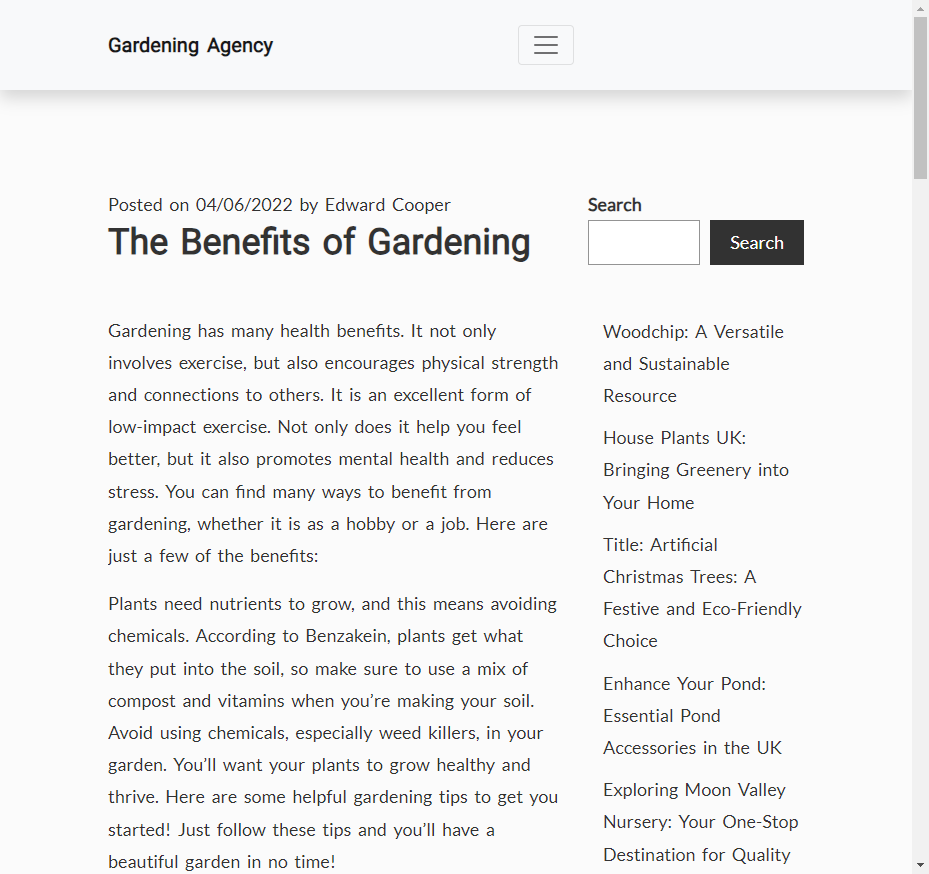 Gardening Agency
Posted on 04/06/2022 by Edward Cooper
The Benefits of Gardening
Gardening has many health benefits. It not only
involves exercise, but also encourages physical strength
and connections to others. It is an excellent form of
low-impact exercise. Not only does it help you feel
better, but it also promotes mental health and reduces
stress. You can find many ways to benefit from
gardening, whether it is as a hobby or a job. Here are
just a few of the benefits:
Plants need nutrients to grow, and this means avoiding
chemicals. According to Benzakein, plants get what
they put into the soil, so make sure to use a mix of
compost and vitamins when you’re making your soil.
Avoid using chemicals, especially weed killers, in your
garden. You’ll want your plants to grow healthy and
thrive. Here are some helpful gardening tips to get you
started! Just follow these tips and you’ll have a
beautiful garden in no time!
Search
Search
Woodchip: A Versatile
and Sustainable
Resource
House Plants UK:
Bringing Greenery into
Your Home
Title: Artificial
Christmas Trees: A
Festive and Eco-Friendly
Choice
Enhance Your Pond:
Essential Pond
Accessories in the UK
Exploring Moon Valley
Nursery: Your One-Stop
Destination for Quality